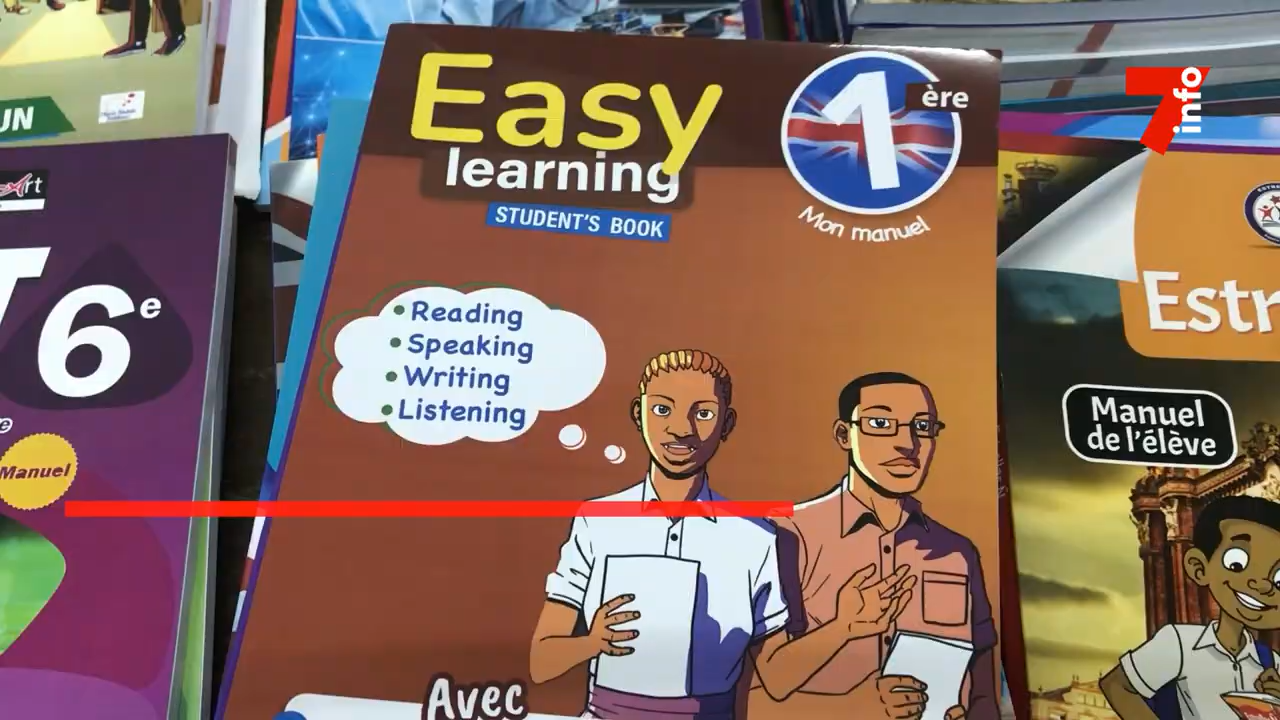 Easy
learning
STUDENT'S BOOK
1ère
Mon manuel
• Reading
• Speaking
• Writing
• Listening
Avec
6e
Manuel
UN
Manuel
de l'élève
7info